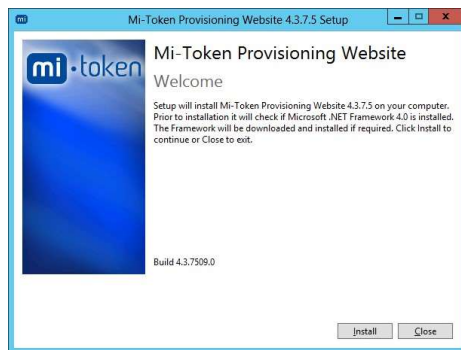 mi
Mi-Token Provisioning Website 4.3.7.5 Setup
mi·token
Mi-Token Provisioning Website
Welcome
Setup will install Mi-Token Provisioning Website 4.3.7.5 on your computer.
Prior to installation it will check if Microsoft .NET Framework 4.0 is installed.
The Framework will be downloaded and installed if required. Click Install to
continue or Close to exit.
Build 4.3.7509.0
Install
Close